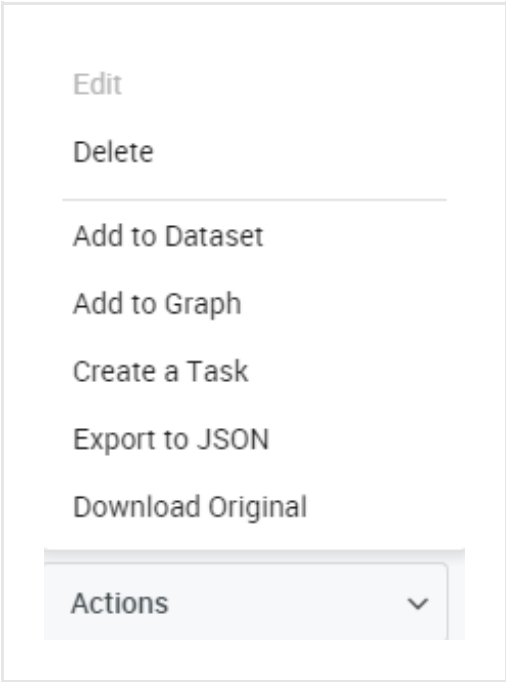 Edit
Delete
Add to Dataset
Add to Graph
Create a Task
Export to JSON
Download Original
Actions